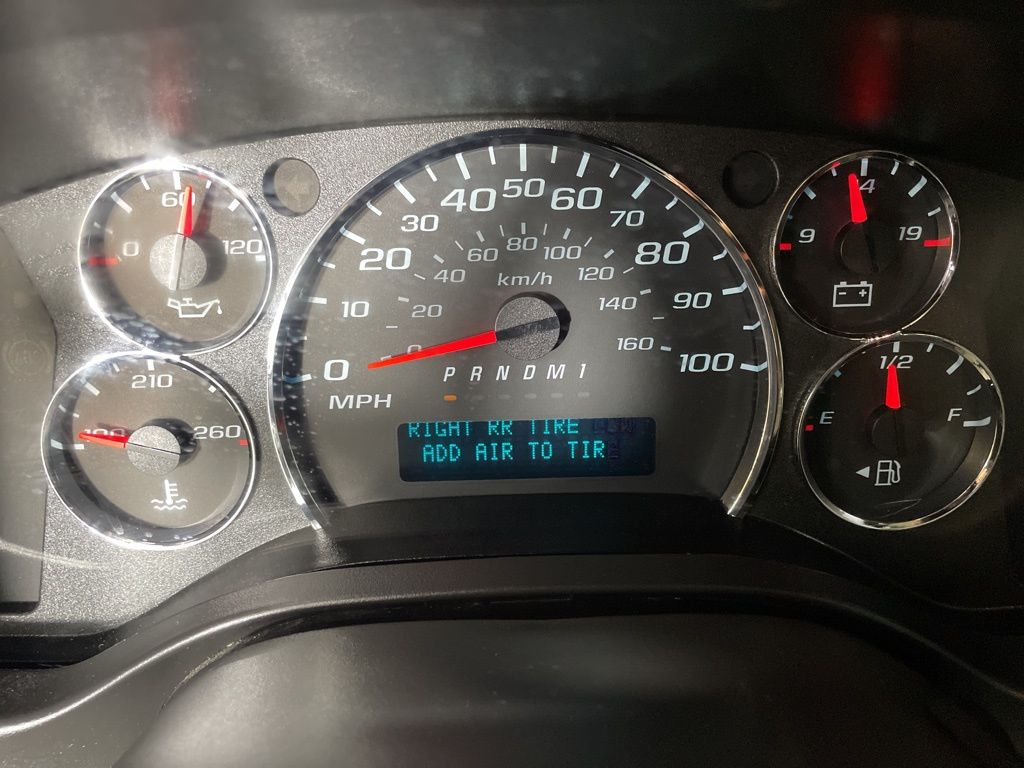 0 60 120
210
260
0 10 20 30 40 50 60 70 80 90 100
MPH
0 20 40 60 80 100 120 140 160
km/h
P R N D M 1
RIGHT RR TIRE
ADD AIR TO TIR
9 19
E 1/2 F